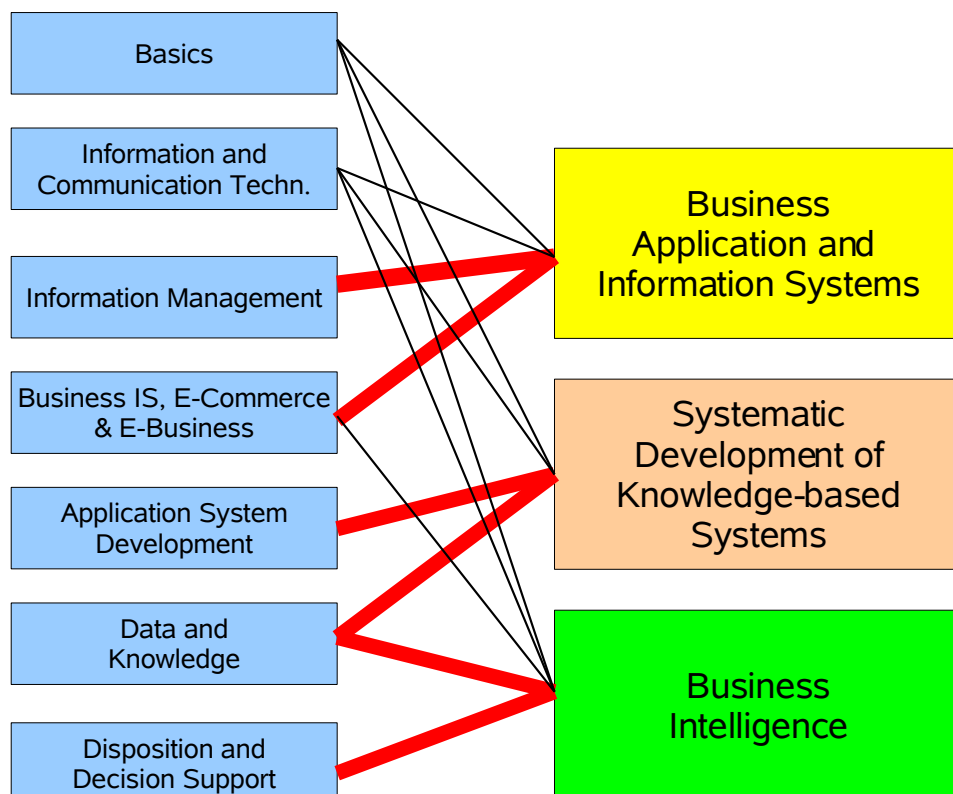 Basics
Information and
Communication Techn.
Information Management
Business IS, E-Commerce
& E-Business
Application System
Development
Data and
Knowledge
Disposition and
Decision Support
Business
Application and
Information Systems
Systematic
Development of
Knowledge-based
Systems
Business
Intelligence